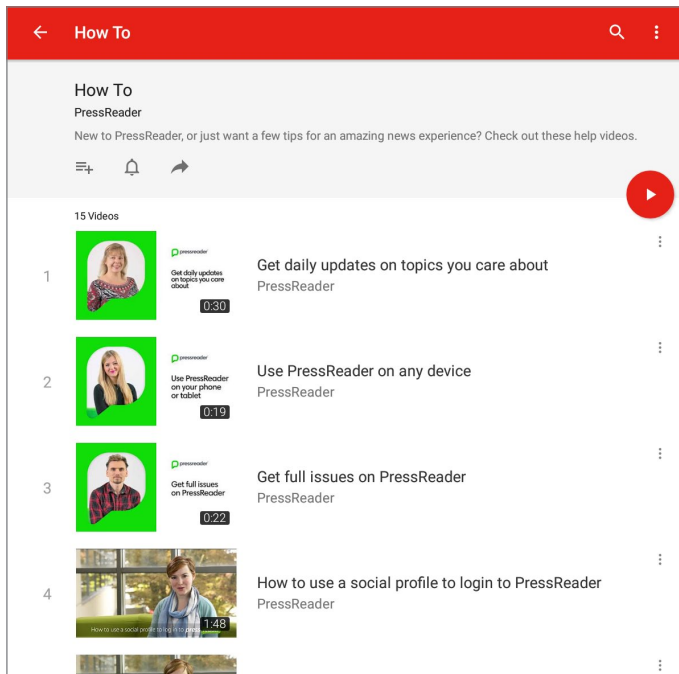 How To
How To
PressReader
New to PressReader, or just want a few tips for an amazing news experience? Check out these help videos.
15 Videos
1
pressreader
Get daily updates
on topics you care
about
0:30
Get daily updates on topics you care about
PressReader
2
pressreader
Use PressReader
on your phone
or tablet
0:19
Use PressReader on any device
PressReader
3
pressreader
Get full issues
on PressReader
0:22
Get full issues on PressReader
PressReader
4
How to use a social profile to log in to press
1:48
How to use a social profile to login to PressReader
PressReader